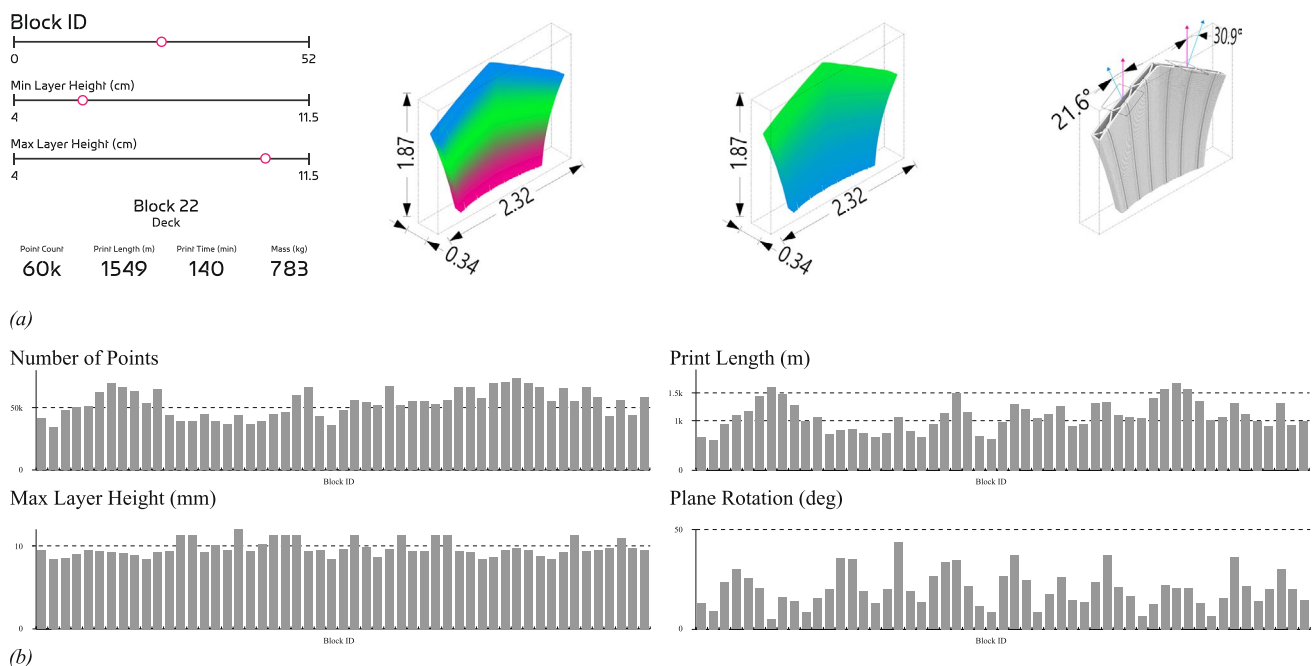 Block ID
0 52
Min Layer Height (cm)
4 11.5
Max Layer Height (cm)
4 11.5
Block 22
Deck
Point Count Print Length (m) Print Time (min) Mass (kg)
60k 1549 140 783
1.87
2.32
0.34
1.87
2.32
0.34
21.6°
30.9°
(a)
Number of Points
50k
0
Block ID
Print Length (m)
1.5k
1k
0
Block ID
Max Layer Height (mm)
10
0
Block ID
Plane Rotation (deg)
50
0
Block ID
(b)